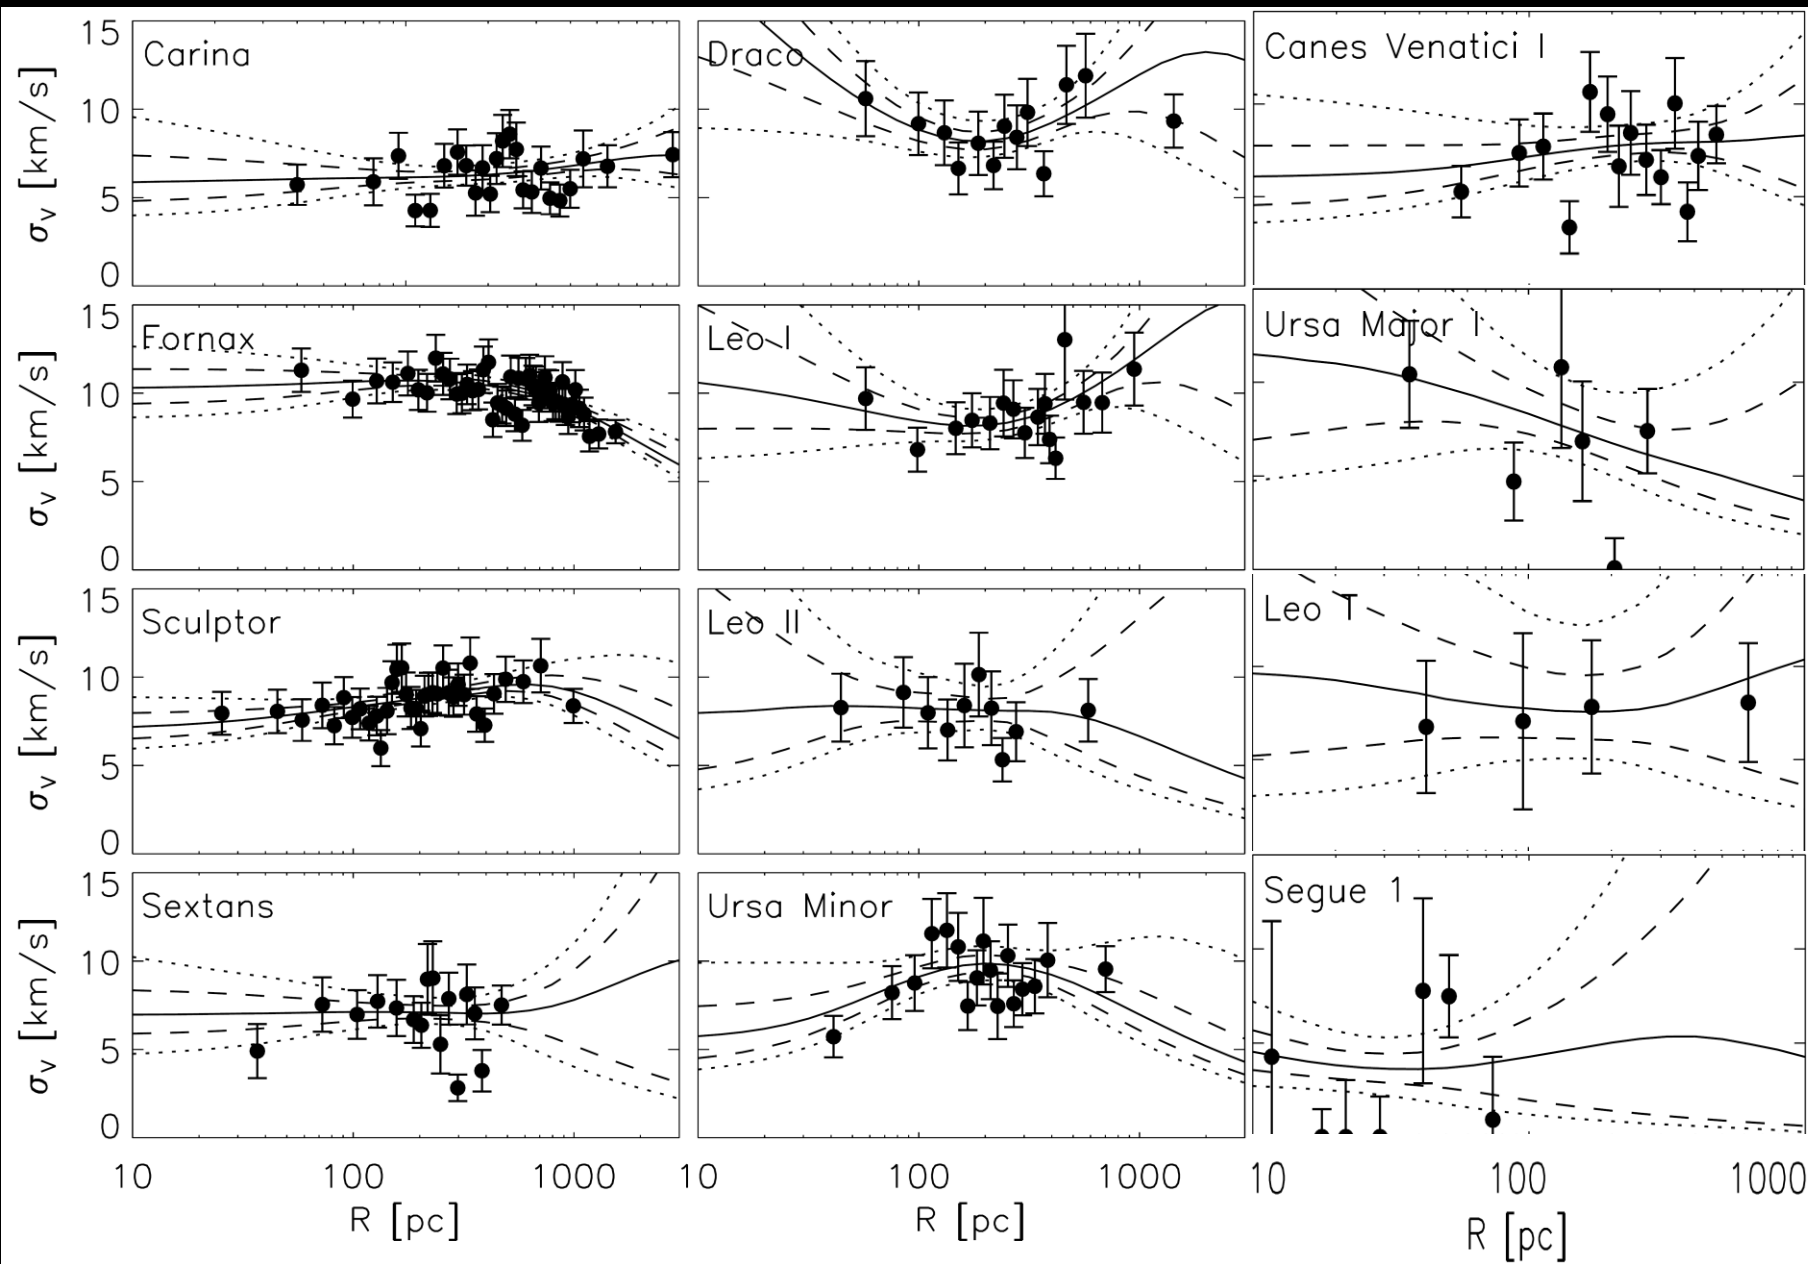 15 Carina
10
5
0
σv [km/s]
Draco
Canes Venatici I
15 Fornax
10
5
0
σv [km/s]
Leo I
Ursa Major I
15 Sculptor
10
5
0
σv [km/s]
Leo II
Leo T
15 Sextans
10
5
0
σv [km/s]
Ursa Minor
Segue 1
10 100 1000 10 100 1000 10 100 1000
R [pc] R [pc] R [pc]